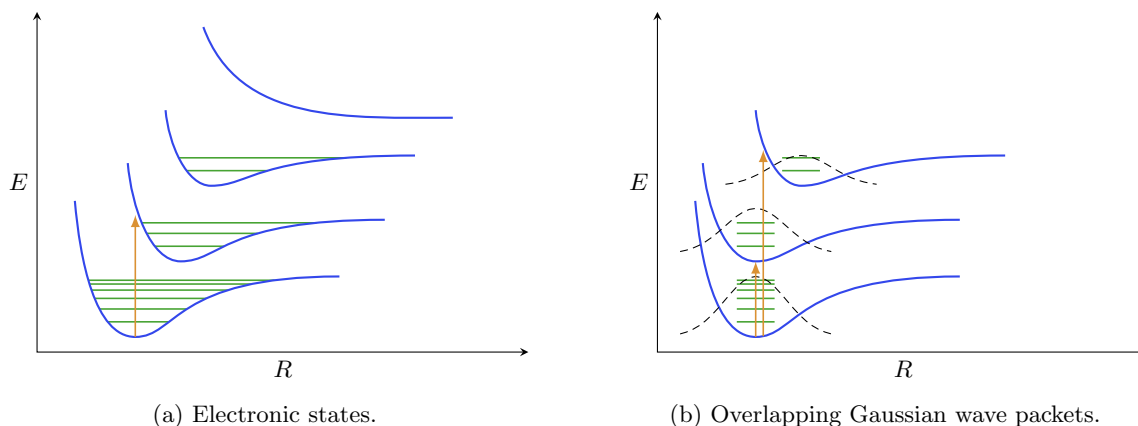 E
R
(a) Electronic states.
E
R
(b) Overlapping Gaussian wave packets.